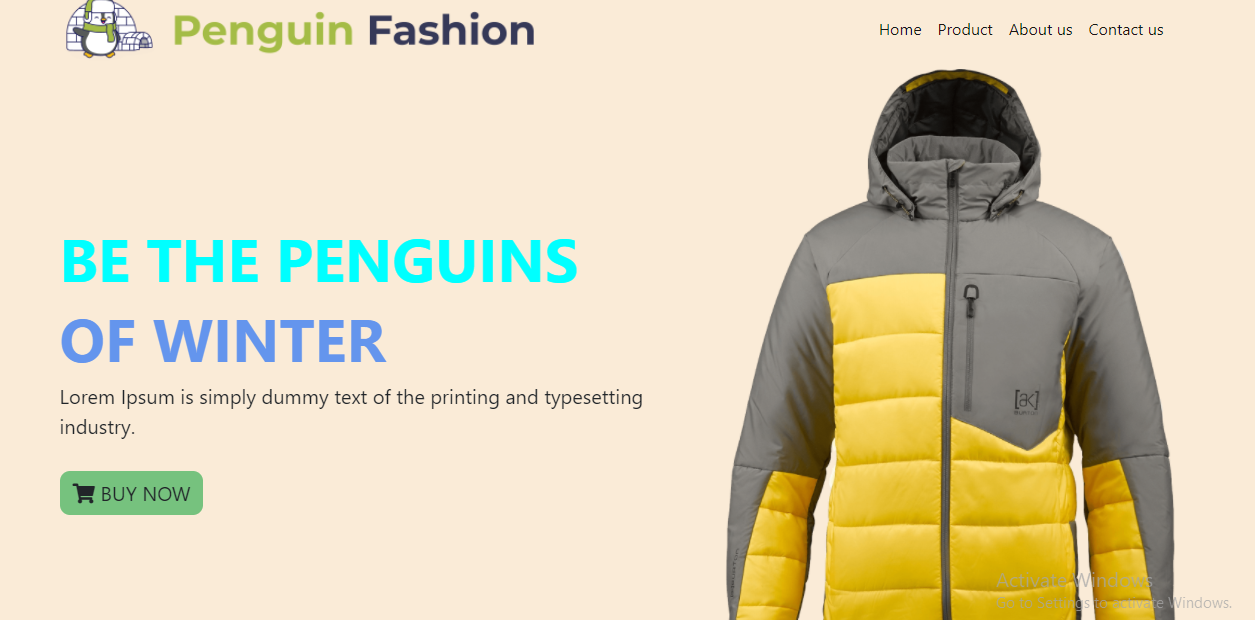 Penguin Fashion
Home Product About us Contact us
BE THE PENGUINS
OF WINTER
Lorem Ipsum is simply dummy text of the printing and typesetting
industry.
BUY NOW
[ak]
BURTON
Activate Windows
Go to Settings to activate Windows.